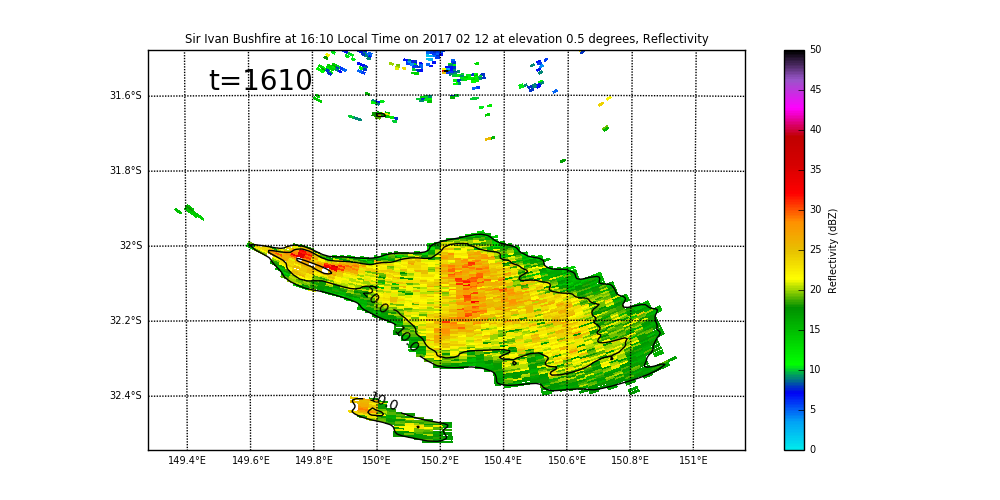 Sir Ivan Bushfire at 16:10 Local Time on 2017 02 12 at elevation 0.5 degrees, Reflectivity
t=1610
31.6°S
31.8°S
32°S
32.2°S
32.4°S
20.0
10.0
10.0
149.4°E 149.6°E 149.8°E 150°E 150.2°E 150.4°E 150.6°E 150.8°E 151°E
50
45
40
35
30
25
20
15
10
5
0
Reflectivity (dBZ)